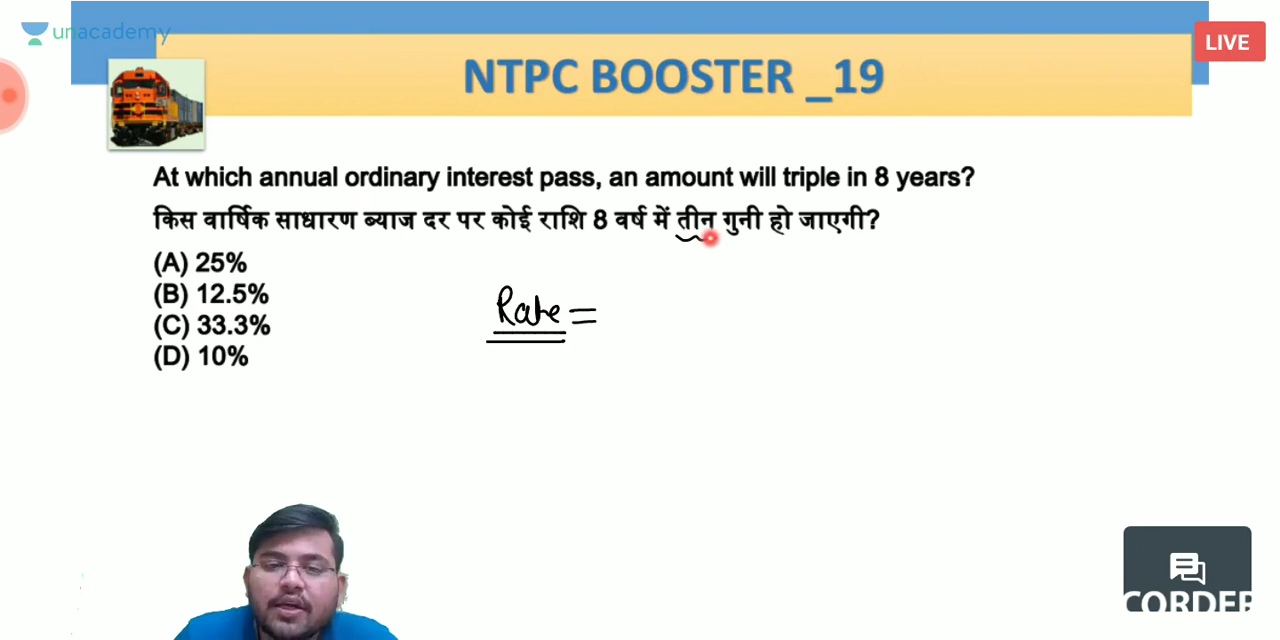 unacademy
LIVE
NTPC BOOSTER _19
At which annual ordinary interest pass, an amount will triple in 8 years?
किस वार्षिक साधारण ब्याज दर पर कोई राशि 8 वर्ष में तीन गुनी हो जाएगी?
(A) 25%
(B) 12.5%
(C) 33.3%
(D) 10%
Rate =
CORDER